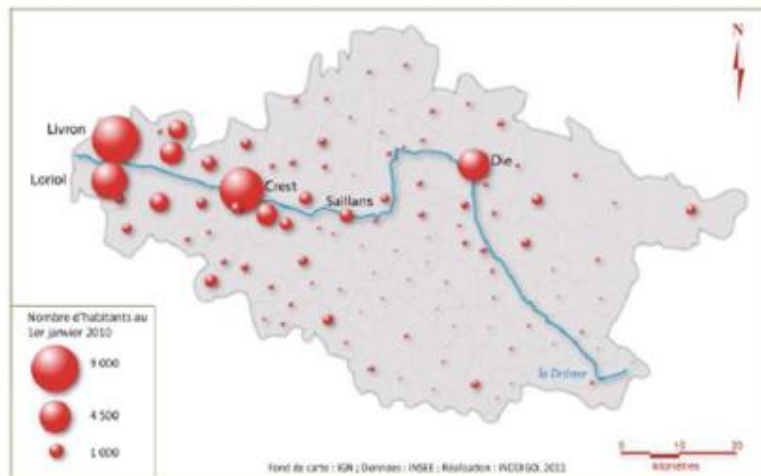 N
Livron
Loriol
Crest
Saillans
Die
la Drôme
Nombre d'habitants au
1er janvier 2010
9 000
4 500
1 000
0 10 20
kilomètres
Fond de carte : IGN ; Données : INSEE ; Réalisation : INDDIGO, 2011